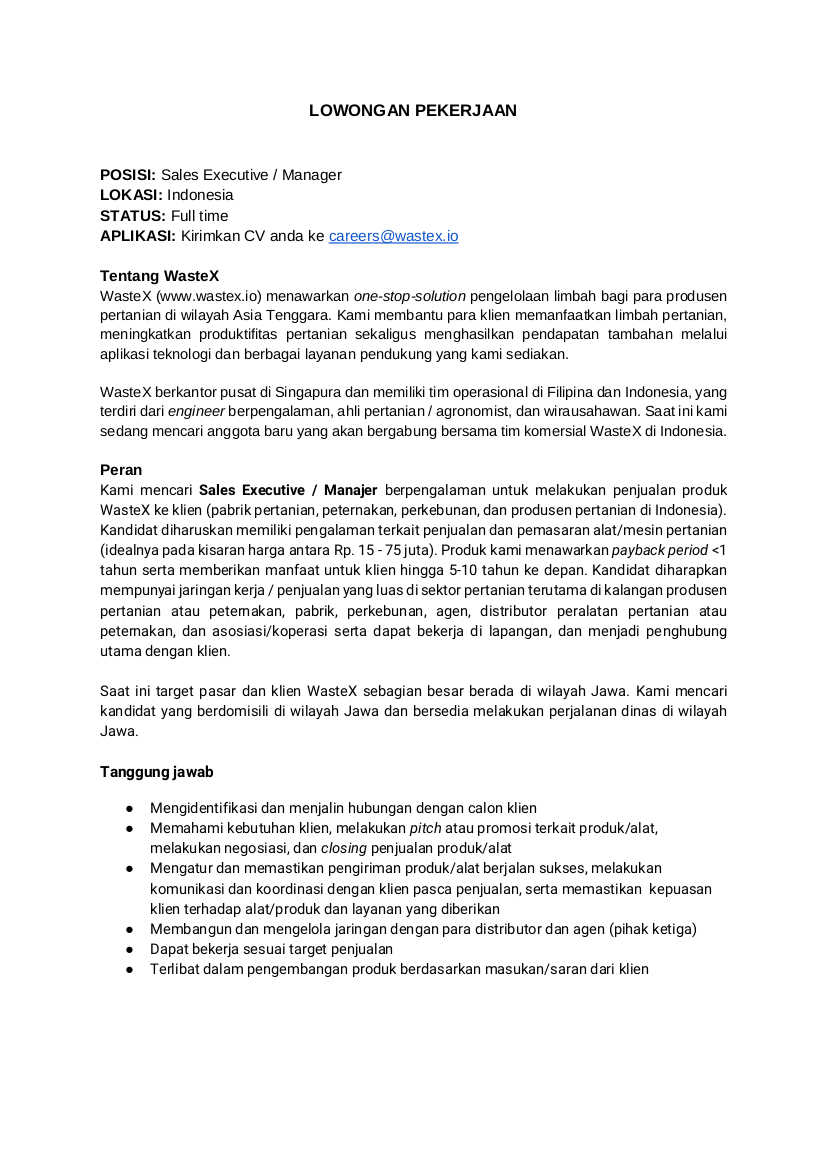 LOWONGAN PEKERJAAN
POSISI: Sales Executive / Manager
LOKASI: Indonesia
STATUS: Full time
APLIKASI: Kirimkan CV anda ke careers@wastex.io
Tentang WasteX
WasteX (www.wastex.io) menawarkan one-stop-solution pengelolaan limbah bagi para produsen
pertanian di wilayah Asia Tenggara. Kami membantu para klien memanfaatkan limbah pertanian,
meningkatkan produktifitas pertanian sekaligus menghasilkan pendapatan tambahan melalui
aplikasi teknologi dan berbagai layanan pendukung yang kami sediakan.
WasteX berkantor pusat di Singapura dan memiliki tim operasional di Filipina dan Indonesia, yang
terdiri dari engineer berpengalaman, ahli pertanian / agronomist, dan wirausahawan. Saat ini kami
sedang mencari anggota baru yang akan bergabung bersama tim komersial WasteX di Indonesia.
Peran
Kami mencari Sales Executive / Manajer berpengalaman untuk melakukan penjualan produk
WasteX ke klien (pabrik pertanian, peternakan, perkebunan, dan produsen pertanian di Indonesia).
Kandidat diharuskan memiliki pengalaman terkait penjualan dan pemasaran alat/mesin pertanian
(idealnya pada kisaran harga antara Rp. 15 - 75 juta). Produk kami menawarkan payback period <1
tahun serta memberikan manfaat untuk klien hingga 5-10 tahun ke depan. Kandidat diharapkan
mempunyai jaringan kerja / penjualan yang luas di sektor pertanian terutama di kalangan produsen
pertanian atau peternakan, pabrik, perkebunan, agen, distributor peralatan pertanian atau
peternakan, dan asosiasi/koperasi serta dapat bekerja di lapangan, dan menjadi penghubung
utama dengan klien.
Saat ini target pasar dan klien WasteX sebagian besar berada di wilayah Jawa. Kami mencari
kandidat yang berdomisili di wilayah Jawa dan bersedia melakukan perjalanan dinas di wilayah
Jawa.
Tanggung jawab
● Mengidentifikasi dan menjalin hubungan dengan calon klien
● Memahami kebutuhan klien, melakukan pitch atau promosi terkait produk/alat,
melakukan negosiasi, dan closing penjualan produk/alat
● Mengatur dan memastikan pengiriman produk/alat berjalan sukses, melakukan
komunikasi dan koordinasi dengan klien pasca penjualan, serta memastikan kepuasan
klien terhadap alat/produk dan layanan yang diberikan
● Membangun dan mengelola jaringan dengan para distributor dan agen (pihak ketiga)
● Dapat bekerja sesuai target penjualan
● Terlibat dalam pengembangan produk berdasarkan masukan/saran dari klien